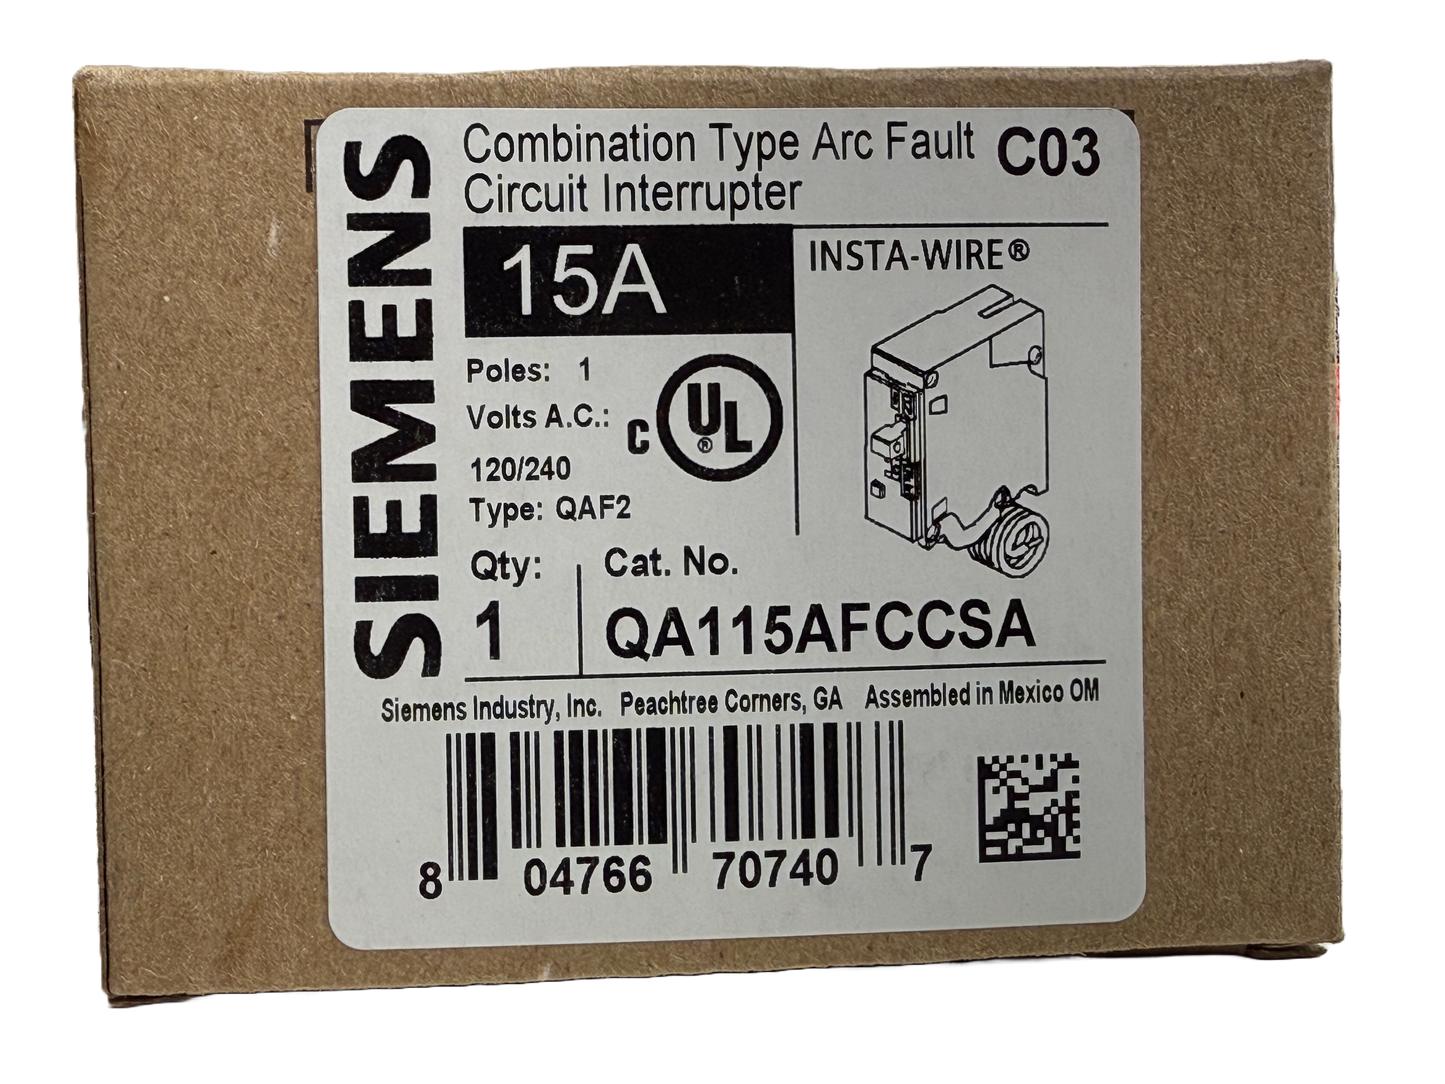 SIEMENS
Combination Type Arc Fault
Circuit Interrupter
C03
15A
INSTA-WIRE®
Poles: 1
Volts A.C.:
120/240
Type: QAF2
C UL ®
Qty:
1
Cat. No.
QA115AFCCSA
Siemens Industry, Inc. Peachtree Corners, GA Assembled in Mexico OM
8 04766 70740 7